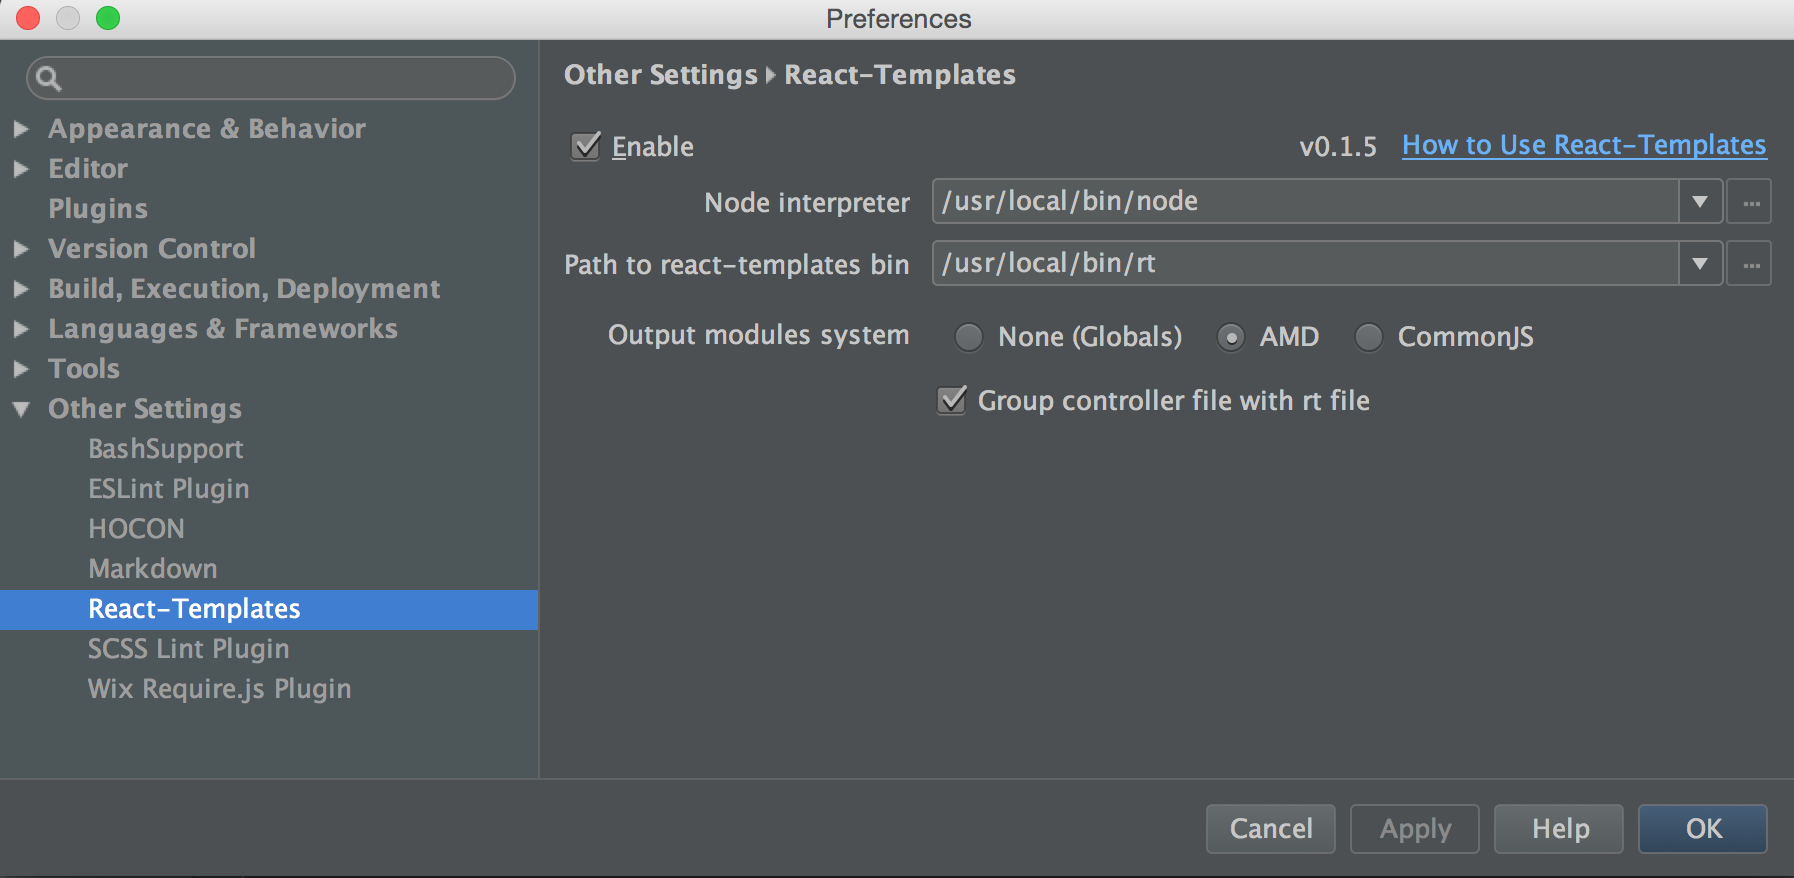 Preferences
Appearance & Behavior
Editor
Plugins
Version Control
Build, Execution, Deployment
Languages & Frameworks
Tools
Other Settings
BashSupport
ESLint Plugin
HOCON
Markdown
React-Templates
SCSS Lint Plugin
Wix Require.js Plugin
Other Settings React-Templates
Enable v0.1.5 How to Use React-Templates
Node interpreter /usr/local/bin/node ...
Path to react-templates bin /usr/local/bin/rt ...
Output modules system None (Globals) AMD CommonJS
Group controller file with rt file
Cancel Apply Help OK